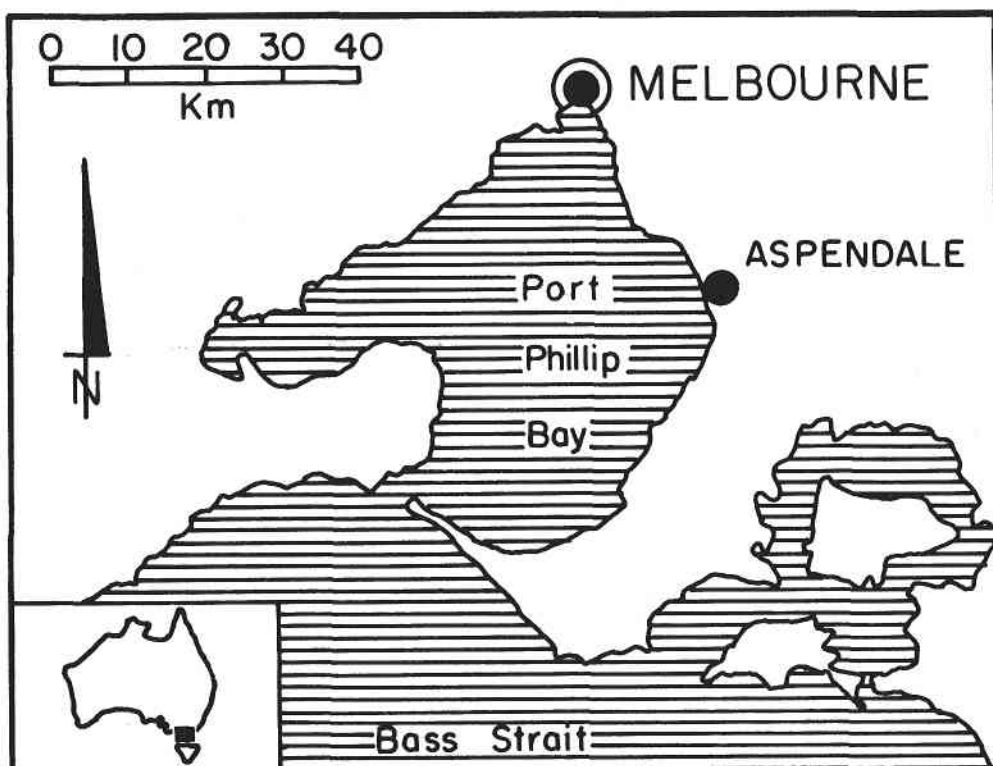 0 10 20 30 40
Km
MELBOURNE
ASPENDALE
Port
Phillip
Bay
N
Bass Strait